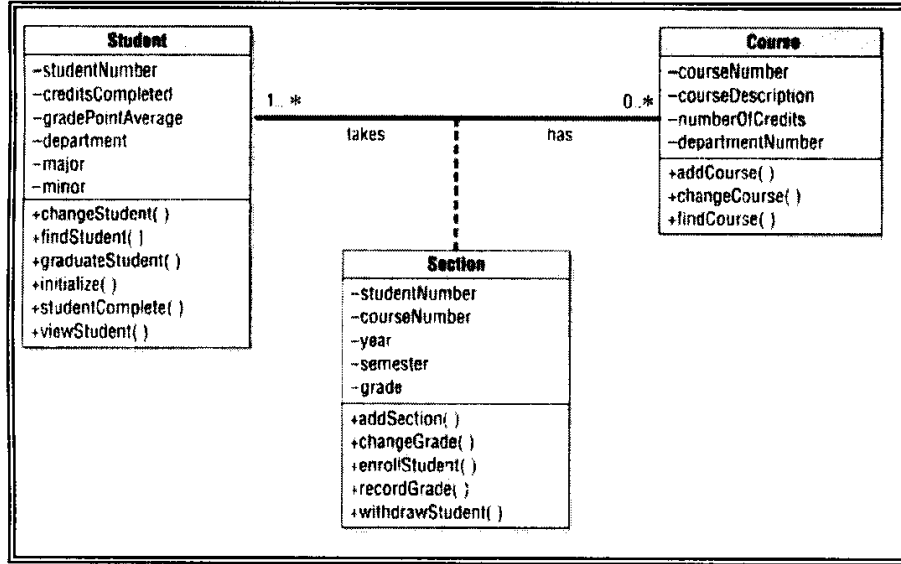 Student
–studentNumber
–creditsCompleted
–gradePointAverage
–department
–major
–minor
+changeStudent( )
+findStudent( )
+graduateStudent( )
+initialize( )
+studentComplete( )
+viewStudent( )
1... *
takes
has
0..*
Course
–courseNumber
–courseDescription
–numberOfCredits
–departmentNumber
+addCourse( )
+changeCourse( )
+findCourse( )
Section
–studentNumber
–courseNumber
–year
–semester
–grade
+addSection( )
+changeGrade( )
+enrollStudent( )
+recordGrade( )
+withdrawStudent( )